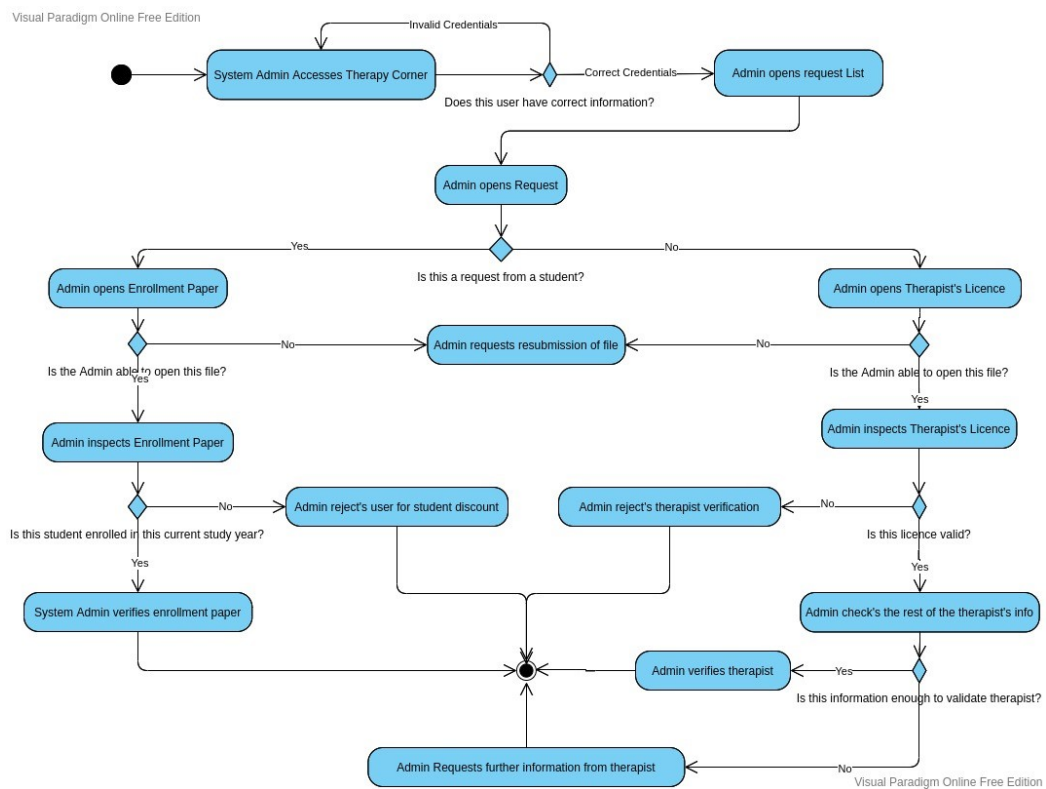 Visual Paradigm Online Free Edition
Invalid Credentials
System Admin Accesses Therapy Corner
Correct Credentials
Admin opens request List
Does this user have correct information?
Admin opens Request
Yes
No
Is this a request from a student?
Admin opens Enrollment Paper
Admin opens Therapist's Licence
No
Admin requests resubmission of file
No
Is the Admin able to open this file?
Is the Admin able to open this file?
Yes
Yes
Admin inspects Enrollment Paper
Admin inspects Therapist's Licence
No
Admin reject's user for student discount
Admin reject's therapist verification
No
Is this student enrolled in this current study year?
Is this licence valid?
Yes
Yes
System Admin verifies enrollment paper
Admin check's the rest of the therapist's info
Admin verifies therapist
Yes
Is this information enough to validate therapist?
Admin Requests further information from therapist
No
Visual Paradigm Online Free Edition